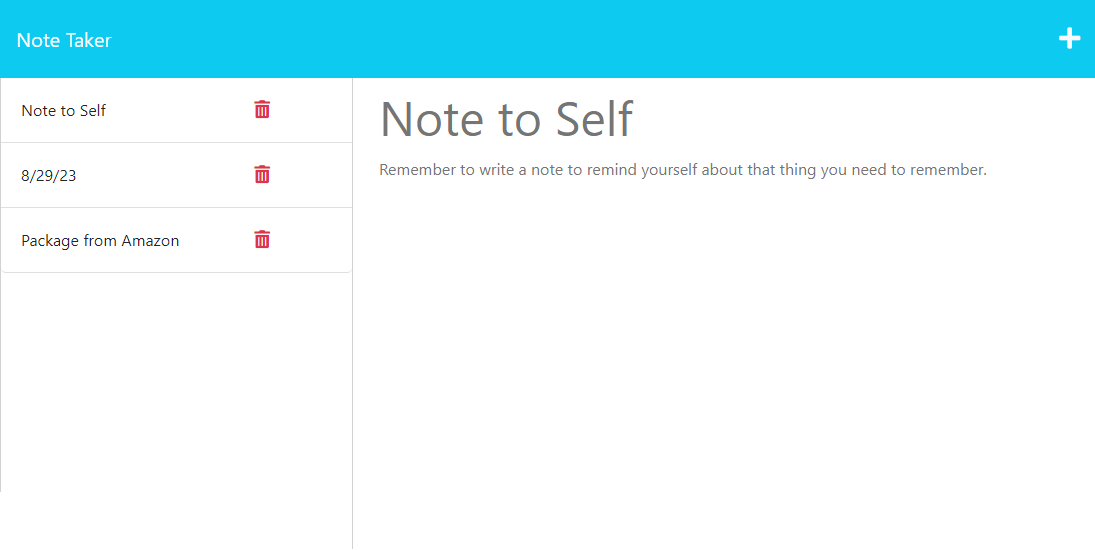 Note Taker
Note to Self
8/29/23
Package from Amazon
Note to Self
Remember to write a note to remind yourself about that thing you need to remember.